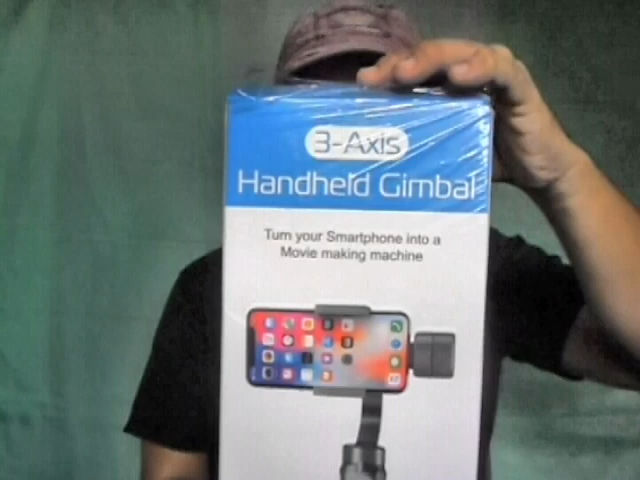 3-Axis
Handheld Gimbal
Turn your Smartphone into a
Movie making machine